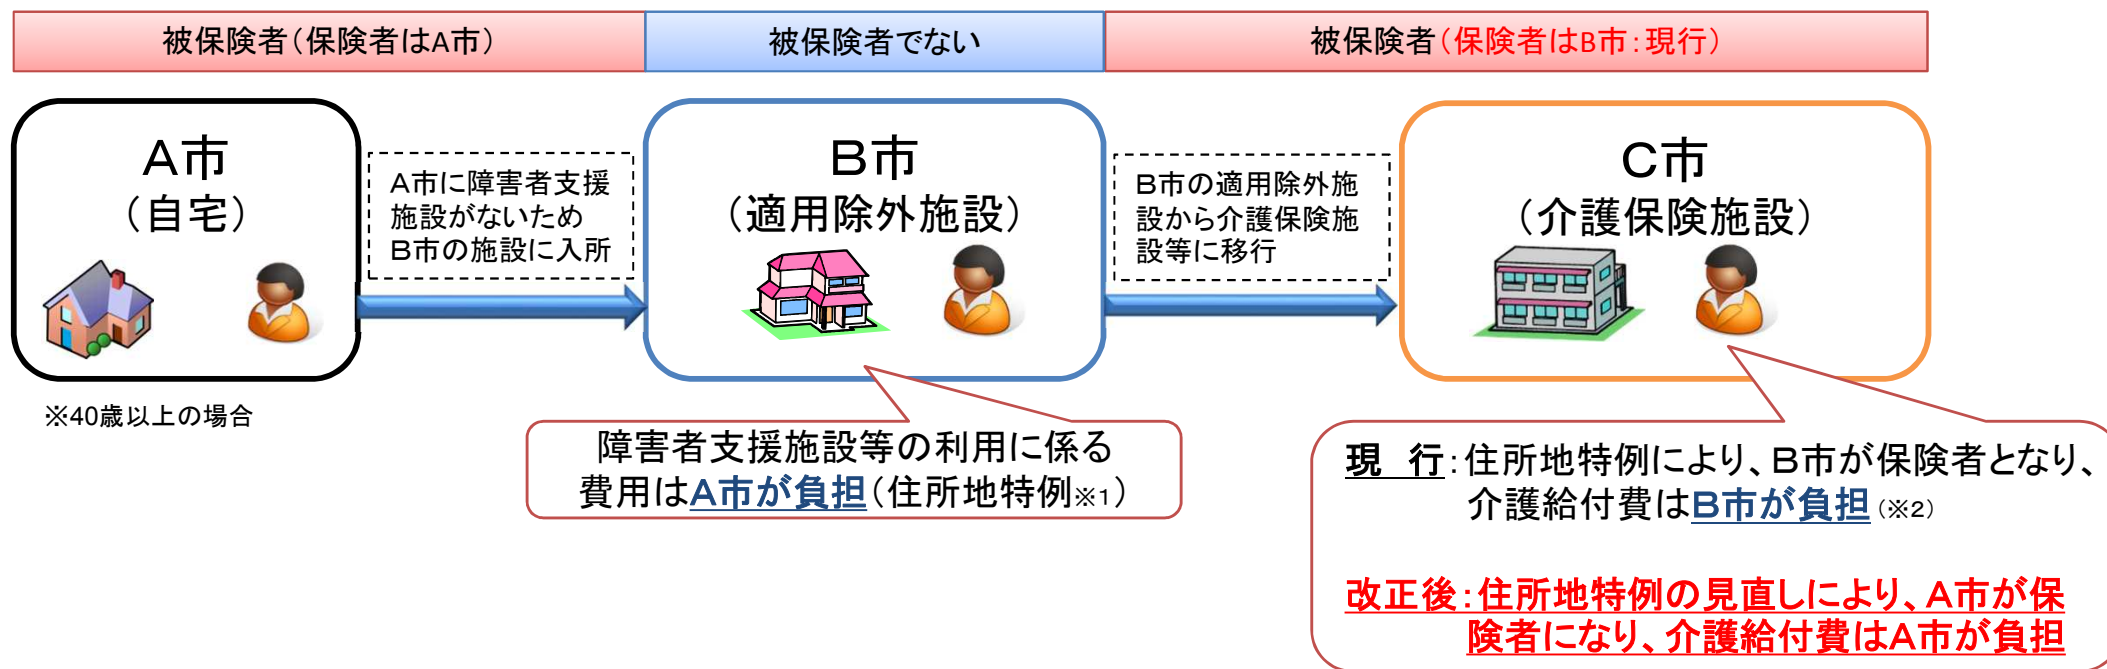 被保険者（保険者はA市）
被保険者でない
被保険者（保険者はB市：現行）
A市
（自宅）
A市に障害者支援
施設がないため
B市の施設に入所
B市
（適用除外施設）
B市の適用除外施
設から介護保険施
設等に移行
C市
（介護保険施設）
※40歳以上の場合
障害者支援施設等の利用に係る
費用はA市が負担（住所地特例※1）
現　行：住所地特例により、B市が保険者となり、
介護給付費はB市が負担（※2）
改正後：住所地特例の見直しにより、A市が保
険者になり、介護給付費はA市が負担